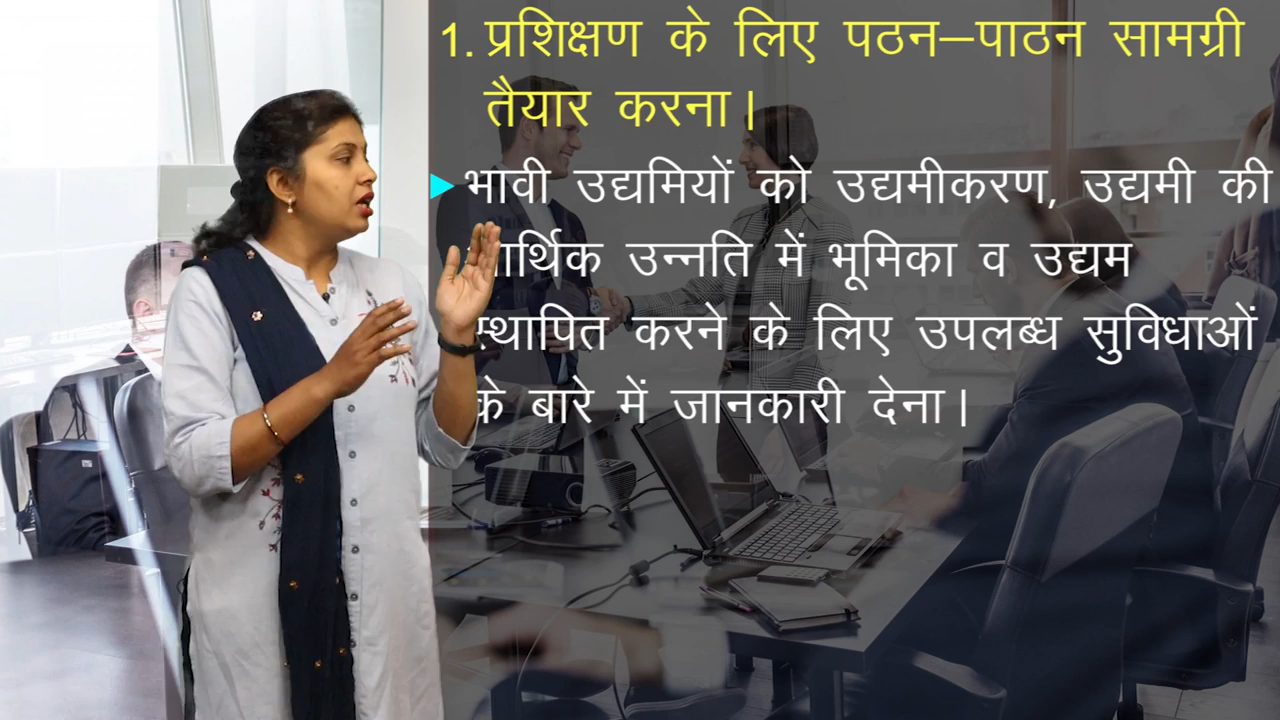 1. प्रशिक्षण के लिए पठन–पाठन सामग्री
तैयार करना।
भावी उद्यमियों को उद्यमीकरण, उद्यमी की
आर्थिक उन्नति में भूमिका व उद्यम
स्थापित करने के लिए उपलब्ध सुविधाओं
के बारे में जानकारी देना।